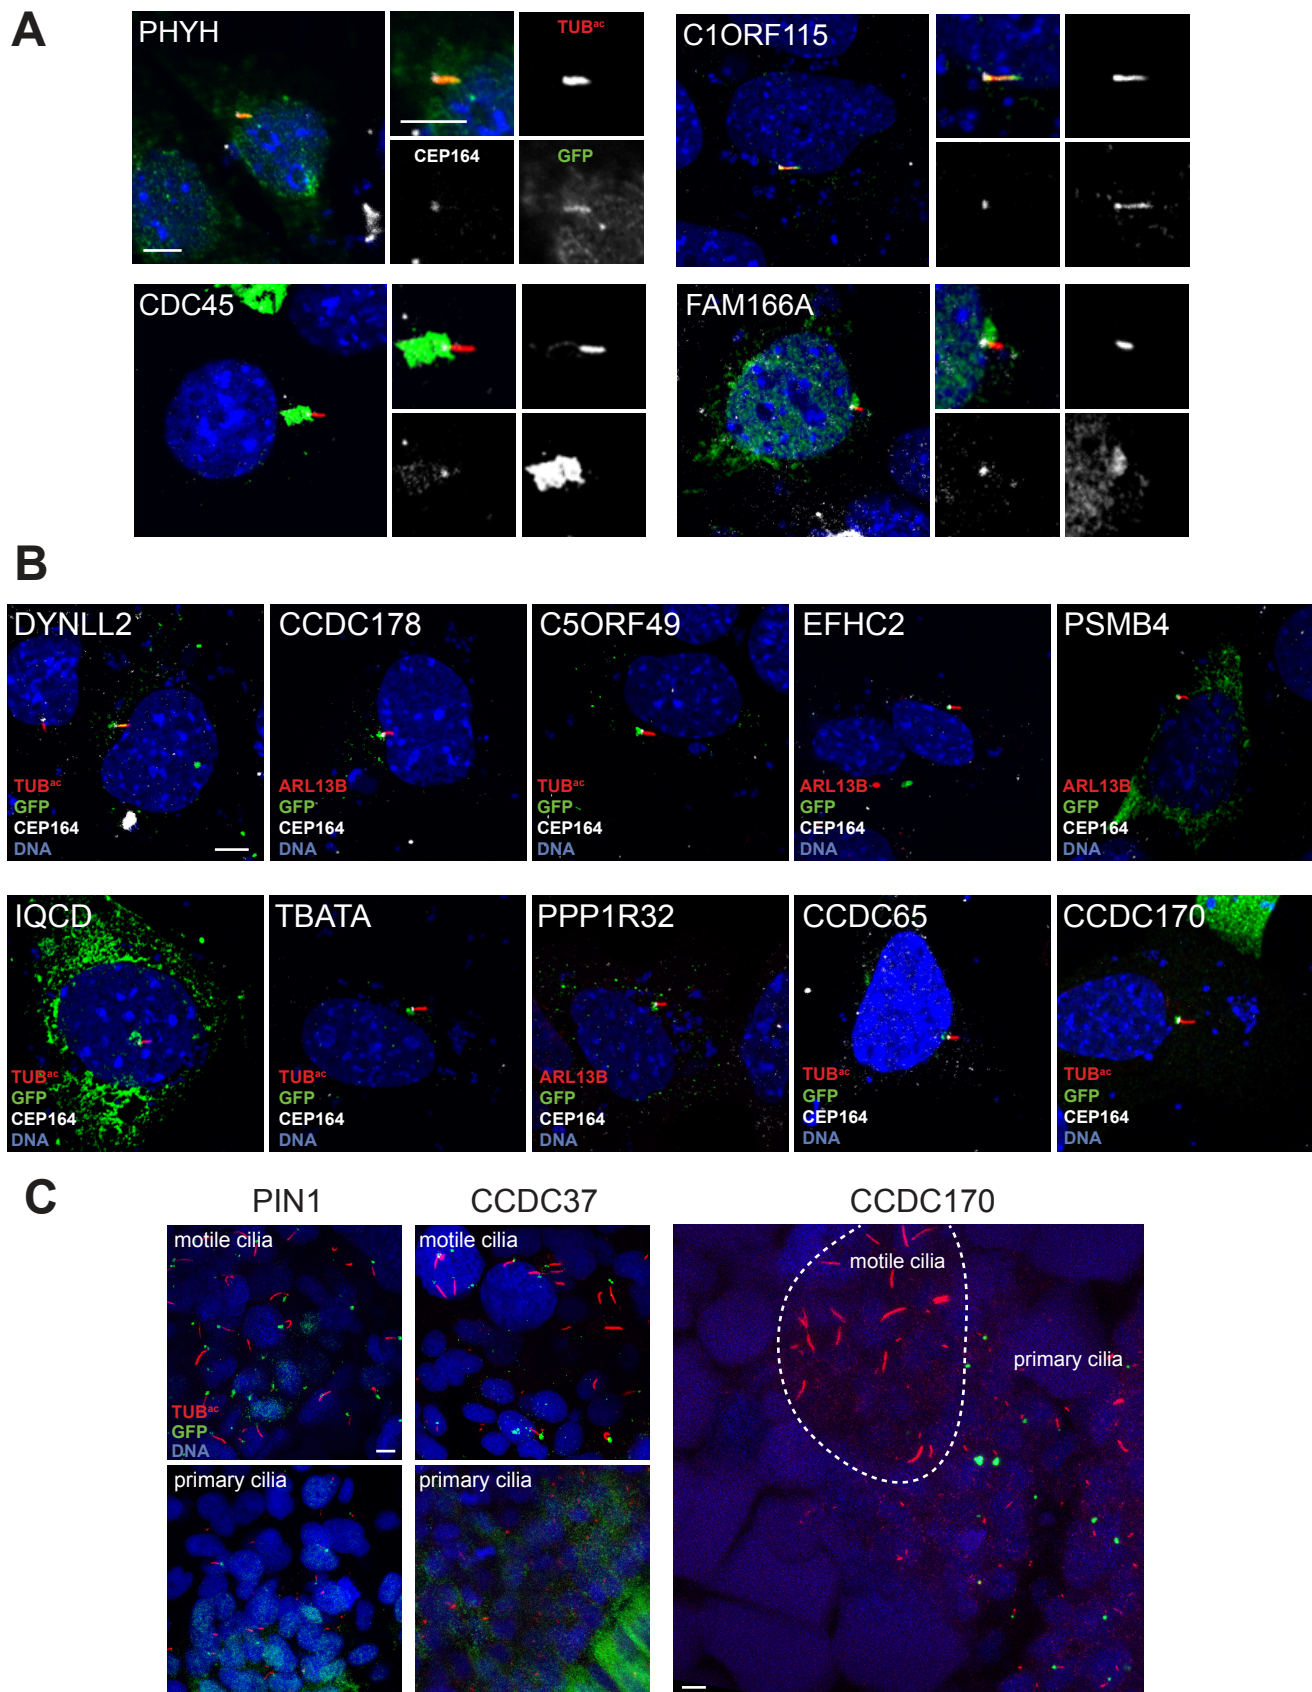 A
PHYH
TUBac
CEP164
GFP
C1ORF115
CDC45
FAM166A
B
DYNLL2
TUBac
GFP
CEP164
DNA
CCDC178
ARL13B
GFP
CEP164
DNA
C5ORF49
TUBac
GFP
CEP164
DNA
EFHC2
ARL13B
GFP
CEP164
DNA
PSMB4
ARL13B
GFP
CEP164
DNA
IQCD
TUBac
GFP
CEP164
DNA
TBATA
TUBac
GFP
CEP164
DNA
PPP1R32
ARL13B
GFP
CEP164
DNA
CCDC65
TUBac
GFP
CEP164
DNA
CCDC170
TUBac
GFP
CEP164
DNA
C
PIN1
motile cilia
TUBac
GFP
DNA
primary cilia
CCDC37
motile cilia
primary cilia
CCDC170
motile cilia
primary cilia